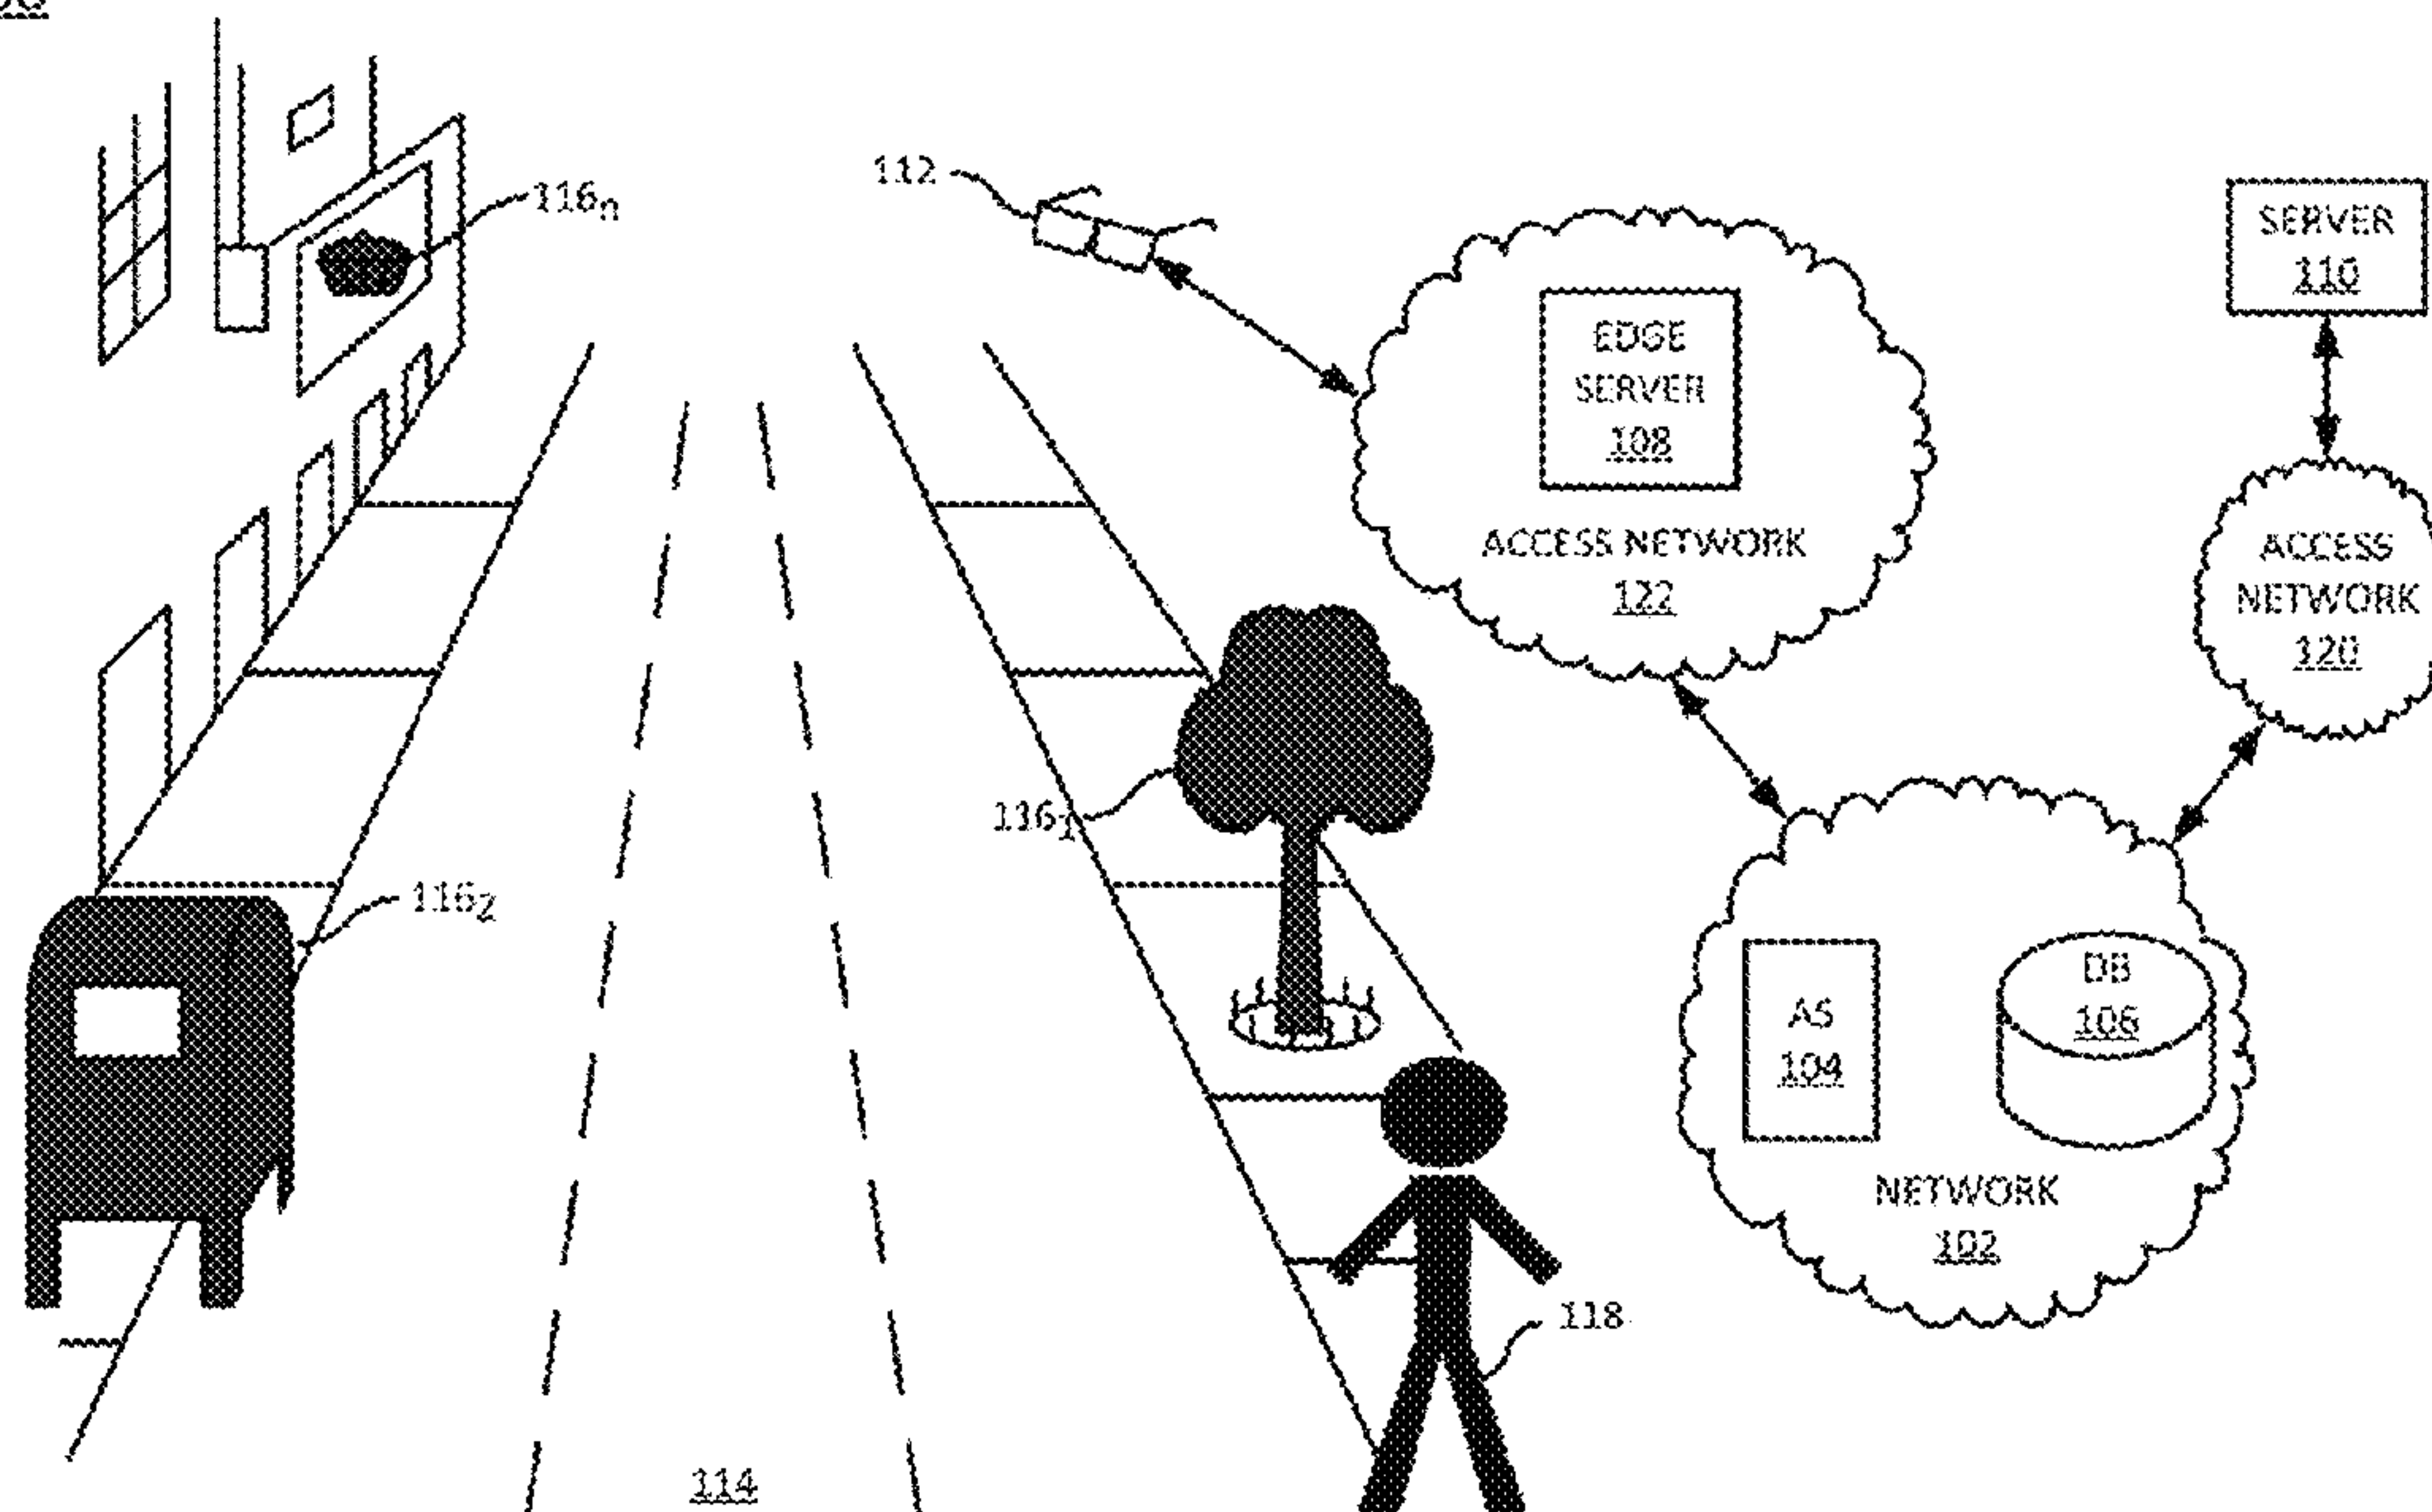 116n
112
SERVER
110
EDGE
SERVER
108
ACCESS NETWORK
122
ACCESS
NETWORK
120
1161
1162
AS
104
DB
106
NETWORK
102
118
114